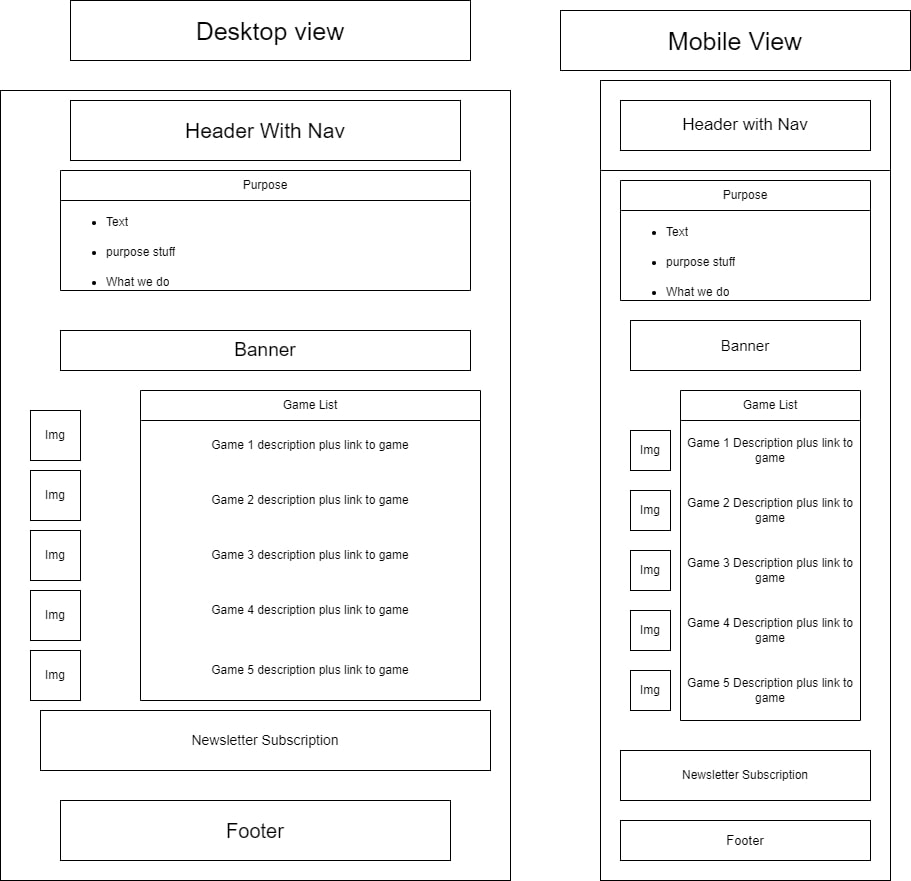 Desktop view
Header With Nav
Purpose
Text
purpose stuff
What we do
Banner
Game List
Img
Game 1 description plus link to game
Img
Game 2 description plus link to game
Img
Game 3 description plus link to game
Img
Game 4 description plus link to game
Img
Game 5 description plus link to game
Newsletter Subscription
Footer
Mobile View
Header with Nav
Purpose
Text
purpose stuff
What we do
Banner
Game List
Img
Game 1 Description plus link to
game
Img
Game 2 Description plus link to
game
Img
Game 3 Description plus link to
game
Img
Game 4 Description plus link to
game
Img
Game 5 Description plus link to
game
Newsletter Subscription
Footer